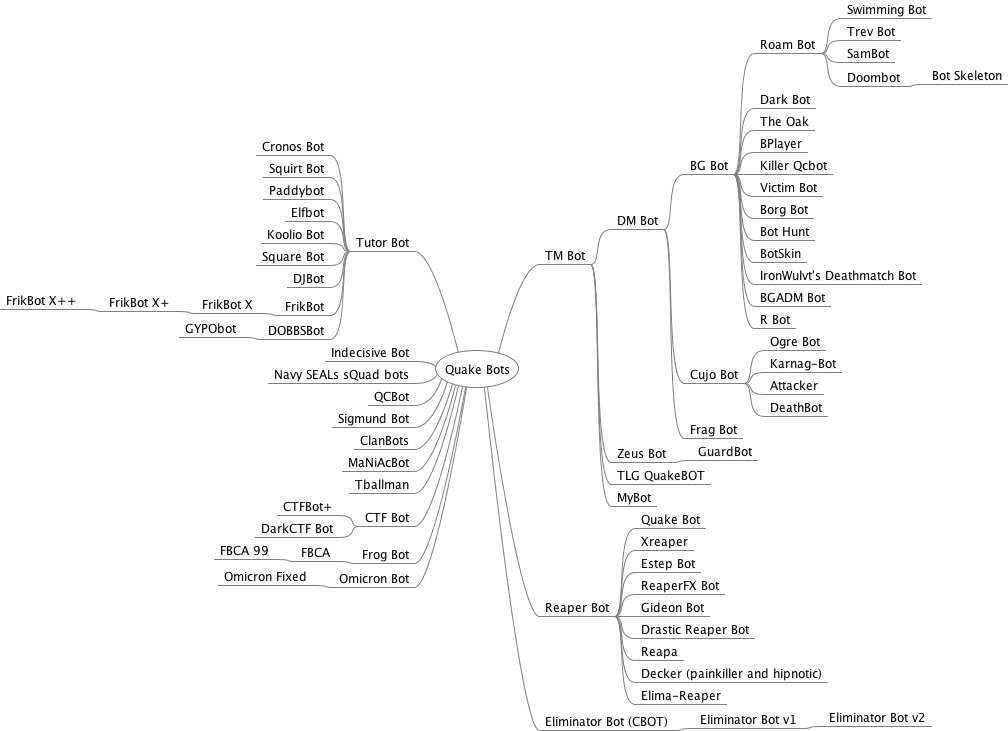 Swimming Bot
Trev Bot
Roam Bot
SamBot
Doombot
Bot Skeleton
Dark Bot
The Oak
BPlayer
BG Bot
Killer Qcbot
Victim Bot
Borg Bot
Bot Hunt
BotSkin
IronWulvt's Deathmatch Bot
BGADM Bot
R Bot
DM Bot
TM Bot
Ogre Bot
Karnag-Bot
Cujo Bot
Attacker
DeathBot
Frag Bot
Zeus Bot
GuardBot
TLG QuakeBOT
MyBot
Cronos Bot
Squirt Bot
Paddybot
Elfbot
Koolio Bot
Tutor Bot
Square Bot
DJBot
FrikBot X++
FrikBot X+
FrikBot X
FrikBot
GYPObot
DOBBSBot
Quake Bots
Indecisive Bot
Navy SEALs sQuad bots
QCBot
Sigmund Bot
ClanBots
MaNiAcBot
Tballman
CTFBot+
DarkCTF Bot
CTF Bot
FBCA 99
FBCA
Frog Bot
Omicron Fixed
Omicron Bot
Quake Bot
Xreaper
Estep Bot
ReaperFX Bot
Reaper Bot
Gideon Bot
Drastic Reaper Bot
Reapa
Decker (painkiller and hipnotic)
Elima-Reaper
Eliminator Bot (CBOT)
Eliminator Bot v1
Eliminator Bot v2